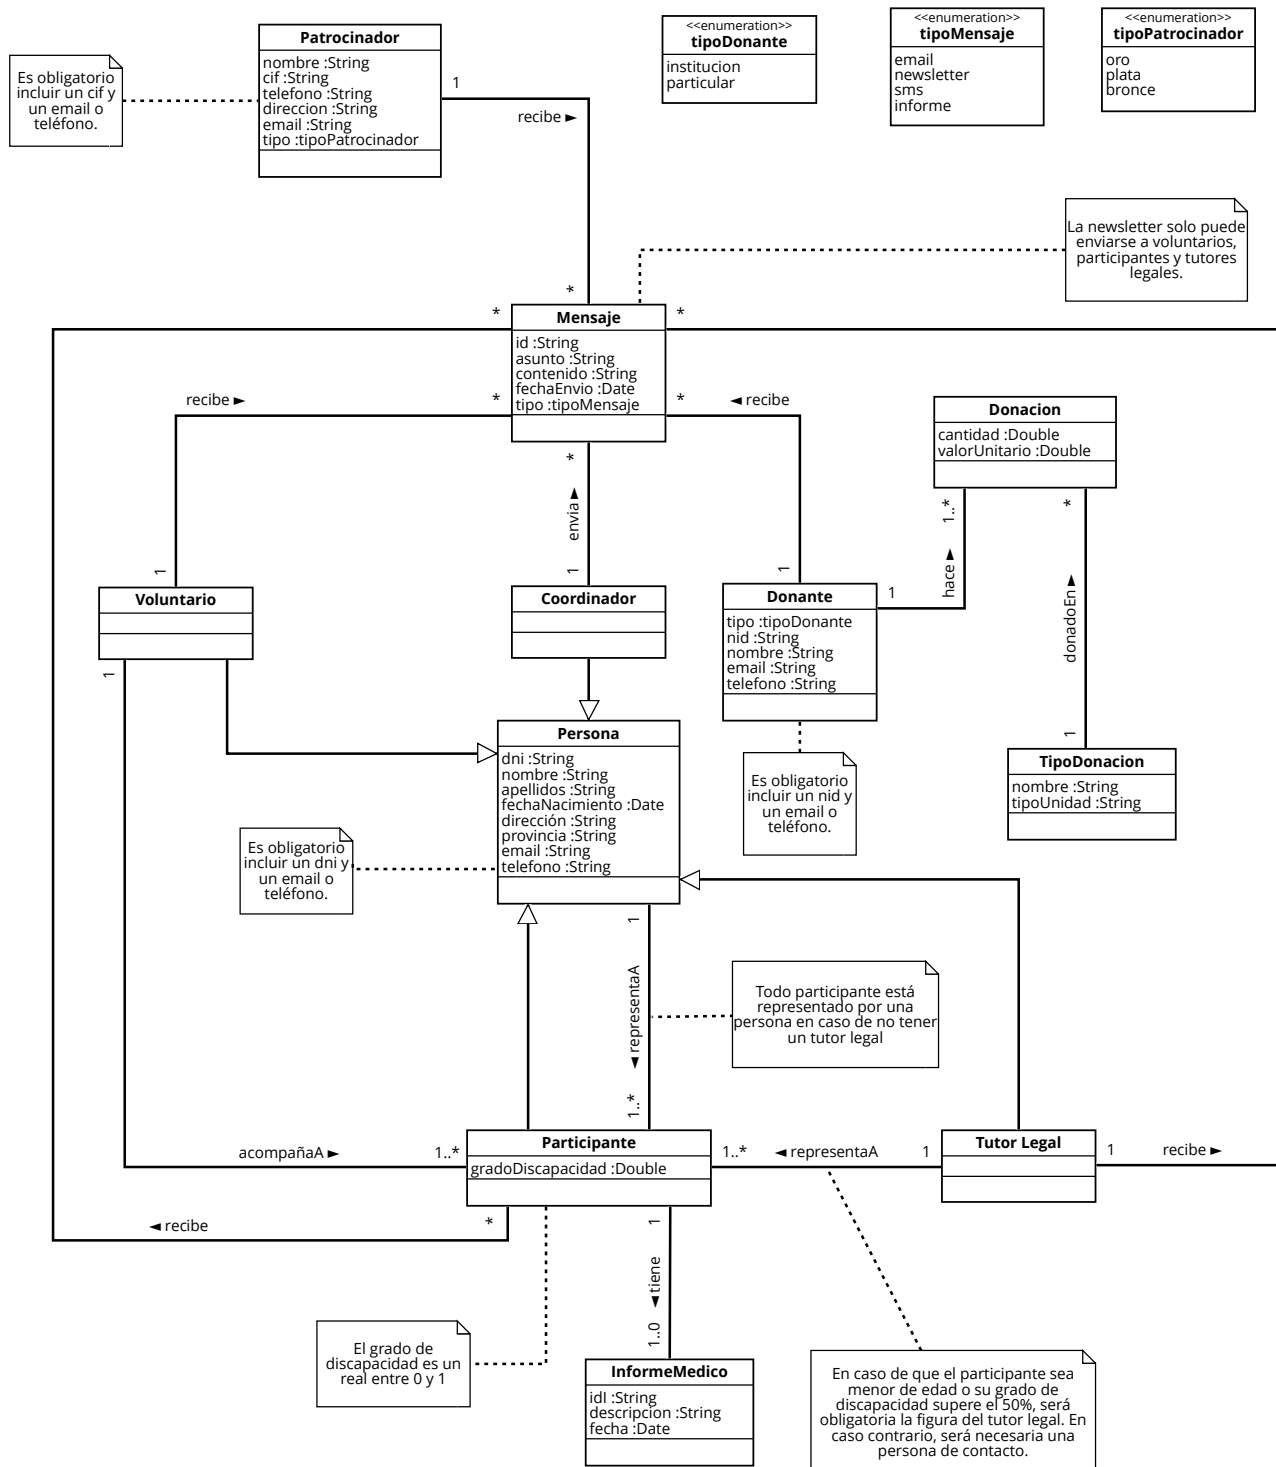 <<enumeration>>
tipoDonante
institucion
particular
<<enumeration>>
tipoMensaje
email
newsletter
sms
informe
<<enumeration>>
tipoPatrocinador
oro
plata
bronce
Patrocinador
nombre :String
cif :String
telefono :String
direccion :String
email :String
tipo :tipoPatrocinador
Es obligatorio
incluir un cif y
un email o
teléfono.
1
recibe ►
*
La newsletter solo puede
enviarse a voluntarios,
participantes y tutores
legales.
*
Mensaje
id :String
asunto :String
contenido :String
fechaEnvio :Date
tipo :tipoMensaje
*
recibe ►
*
*
◄ recibe
Donacion
cantidad :Double
valorUnitario :Double
*
envia ►
1
1
1
1..*
hace ►
1
*
donadoEn ►
1
Voluntario
1
Coordinador
Donante
tipo :tipoDonante
nid :String
nombre :String
email :String
telefono :String
Persona
dni :String
nombre :String
apellidos :String
fechaNacimiento :Date
dirección :String
provincia :String
email :String
telefono :String
TipoDonacion
nombre :String
tipoUnidad :String
Es obligatorio
incluir un nid y
un email o
teléfono.
Es obligatorio
incluir un dni y
un email o
teléfono.
1
◄ representaA
1..*
Todo participante está
representado por una
persona en caso de no tener
un tutor legal
acompañaA ►
1..*
Participante
gradoDiscapacidad :Double
1..*
◄ representaA
1
Tutor Legal
1
recibe ►
◄ recibe
*
1
◄ tiene
1..0
El grado de
discapacidad es un
real entre 0 y 1
InformeMedico
idI :String
descripcion :String
fecha :Date
En caso de que el participante sea
menor de edad o su grado de
discapacidad supere el 50%, será
obligatoria la figura del tutor legal. En
caso contrario, será necesaria una
persona de contacto.